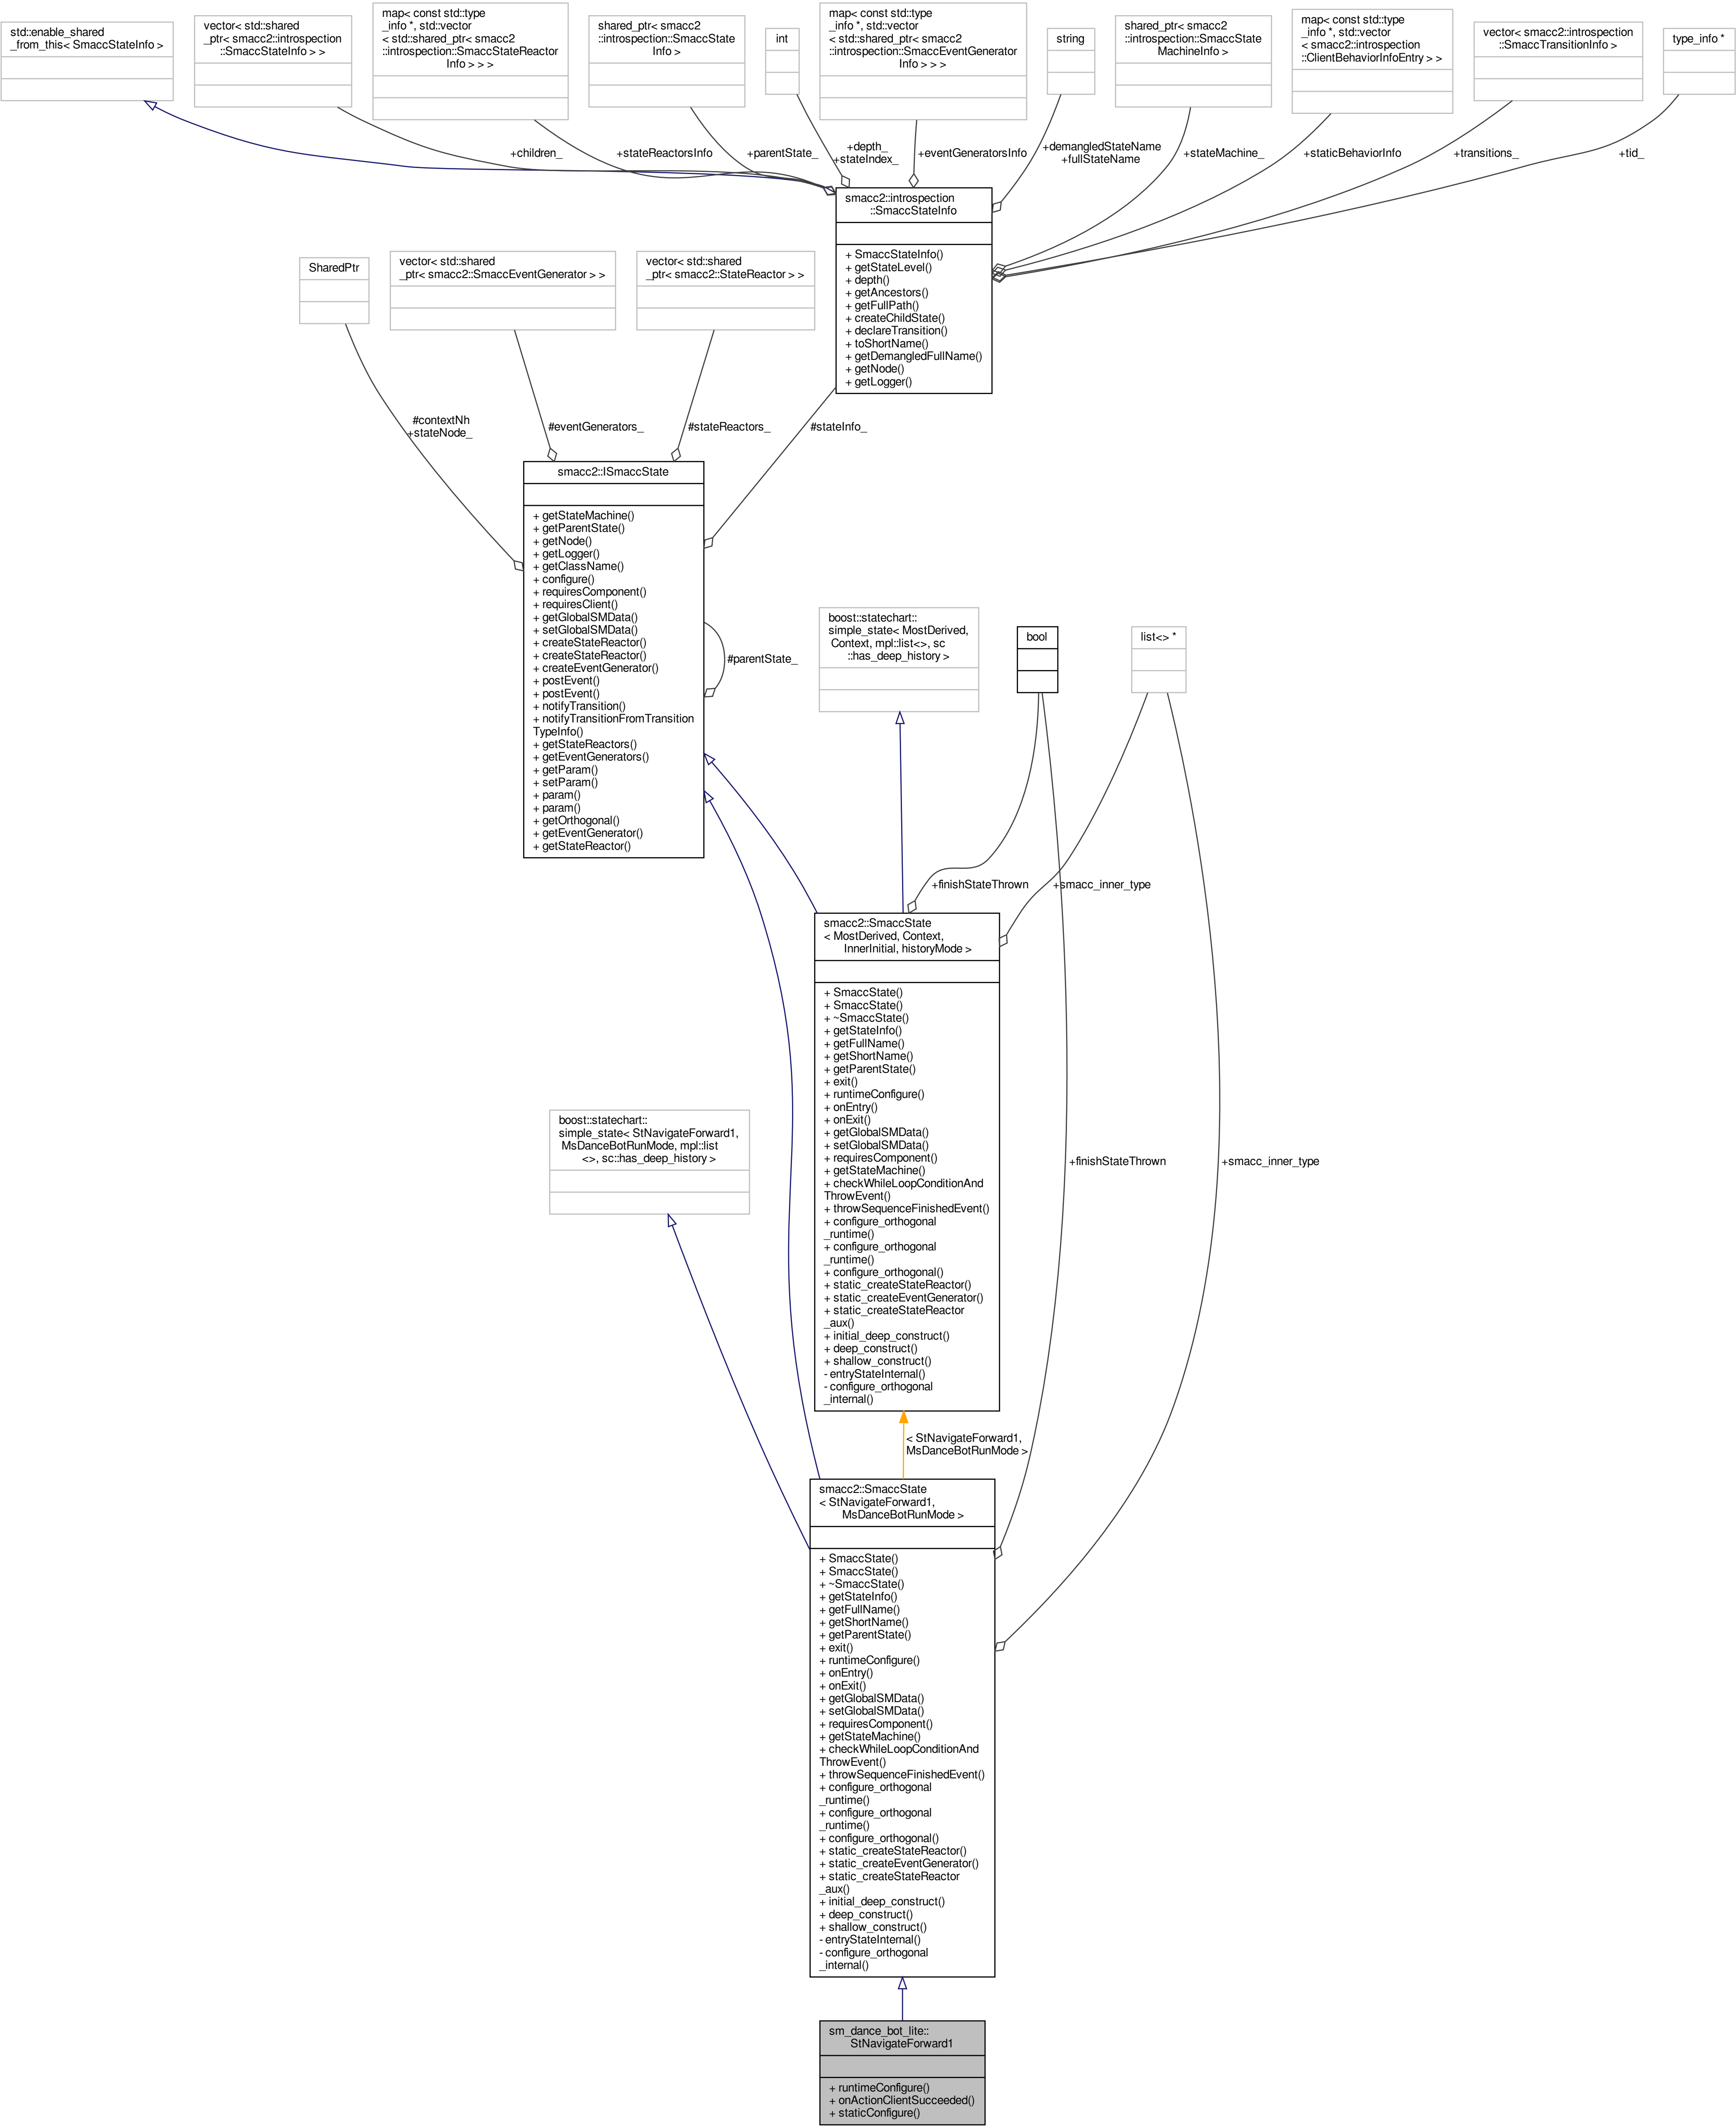 std::enable_shared
_from_this< SmaccStateInfo >
vector< std::shared
_ptr< smacc2::introspection
::SmaccStateInfo > >
map< const std::type
_info *, std::vector
< std::shared_ptr< smacc2
::introspection::SmaccStateReactor
Info > > >
shared_ptr< smacc2
::introspection::SmaccState
Info >
int
map< const std::type
_info *, std::vector
< std::shared_ptr< smacc2
::introspection::SmaccEventGenerator
Info > > >
string
shared_ptr< smacc2
::introspection::SmaccState
MachineInfo >
map< const std::type
_info *, std::vector
< smacc2::introspection
::ClientBehaviorInfoEntry > >
vector< smacc2::introspection
::SmaccTransitionInfo >
type_info *
+children_
+stateReactorsInfo
+parentState_
+depth_
+stateIndex_
+eventGeneratorsInfo
+demangledStateName
+fullStateName
+stateMachine_
+staticBehaviorInfo
+transitions_
+tid_
smacc2::introspection
::SmaccStateInfo
+ SmaccStateInfo()
+ getStateLevel()
+ depth()
+ getAncestors()
+ getFullPath()
+ createChildState()
+ declareTransition()
+ toShortName()
+ getDemangledFullName()
+ getNode()
+ getLogger()
SharedPtr
vector< std::shared
_ptr< smacc2::SmaccEventGenerator > >
vector< std::shared
_ptr< smacc2::StateReactor > >
#contextNh
+stateNode_
#eventGenerators_
#stateReactors_
#stateInfo_
smacc2::ISmaccState
+ getStateMachine()
+ getParentState()
+ getNode()
+ getLogger()
+ getClassName()
+ configure()
+ requiresComponent()
+ requiresClient()
+ getGlobalSMData()
+ setGlobalSMData()
+ createStateReactor()
+ createStateReactor()
+ createEventGenerator()
+ postEvent()
+ postEvent()
+ notifyTransition()
+ notifyTransitionFromTransition
TypeInfo()
+ getStateReactors()
+ getEventGenerators()
+ getParam()
+ setParam()
+ param()
+ param()
+ getOrthogonal()
+ getEventGenerator()
+ getStateReactor()
#parentState_
boost::statechart::
simple_state< MostDerived,
Context, mpl::list<>, sc
::has_deep_history >
bool
list<> *
+finishStateThrown
+smacc_inner_type
smacc2::SmaccState
< MostDerived, Context,
InnerInitial, historyMode >
+ SmaccState()
+ SmaccState()
+ ~SmaccState()
+ getStateInfo()
+ getFullName()
+ getShortName()
+ getParentState()
+ exit()
+ runtimeConfigure()
+ onEntry()
+ onExit()
+ getGlobalSMData()
+ setGlobalSMData()
+ requiresComponent()
+ getStateMachine()
+ checkWhileLoopConditionAnd
ThrowEvent()
+ throwSequenceFinishedEvent()
+ configure_orthogonal
_runtime()
+ configure_orthogonal
_runtime()
+ configure_orthogonal()
+ static_createStateReactor()
+ static_createEventGenerator()
+ static_createStateReactor
_aux()
+ initial_deep_construct()
+ deep_construct()
+ shallow_construct()
- entryStateInternal()
- configure_orthogonal
_internal()
boost::statechart::
simple_state< StNavigateForward1,
MsDanceBotRunMode, mpl::list
<>, sc::has_deep_history >
+finishStateThrown
+smacc_inner_type
< StNavigateForward1,
MsDanceBotRunMode >
smacc2::SmaccState
< StNavigateForward1,
MsDanceBotRunMode >
+ SmaccState()
+ SmaccState()
+ ~SmaccState()
+ getStateInfo()
+ getFullName()
+ getShortName()
+ getParentState()
+ exit()
+ runtimeConfigure()
+ onEntry()
+ onExit()
+ getGlobalSMData()
+ setGlobalSMData()
+ requiresComponent()
+ getStateMachine()
+ checkWhileLoopConditionAnd
ThrowEvent()
+ throwSequenceFinishedEvent()
+ configure_orthogonal
_runtime()
+ configure_orthogonal
_runtime()
+ configure_orthogonal()
+ static_createStateReactor()
+ static_createEventGenerator()
+ static_createStateReactor
_aux()
+ initial_deep_construct()
+ deep_construct()
+ shallow_construct()
- entryStateInternal()
- configure_orthogonal
_internal()
sm_dance_bot_lite::
StNavigateForward1
+ runtimeConfigure()
+ onActionClientSucceeded()
+ staticConfigure()